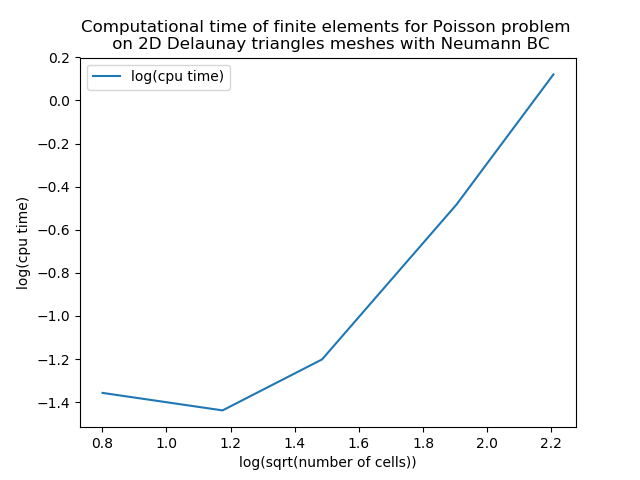 Computational time of finite elements for Poisson problem
on 2D Delaunay triangles meshes with Neumann BC
log(cpu time)
log(cpu time)
0.2
0.0
−0.2
−0.4
−0.6
−0.8
−1.0
−1.2
−1.4
0.8 1.0 1.2 1.4 1.6 1.8 2.0 2.2
log(sqrt(number of cells))